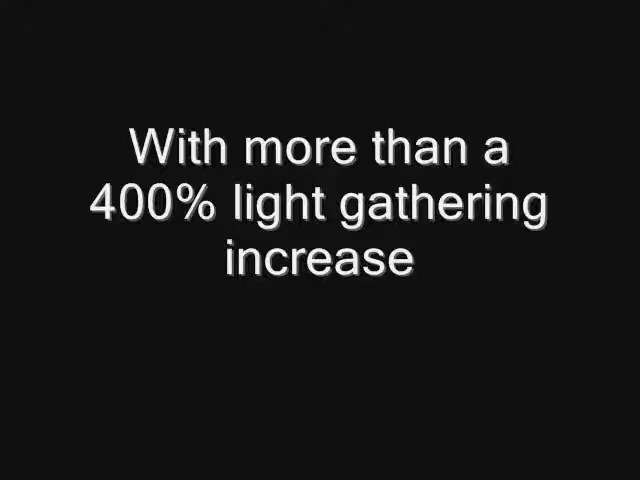 With more than a
400% light gathering
increase